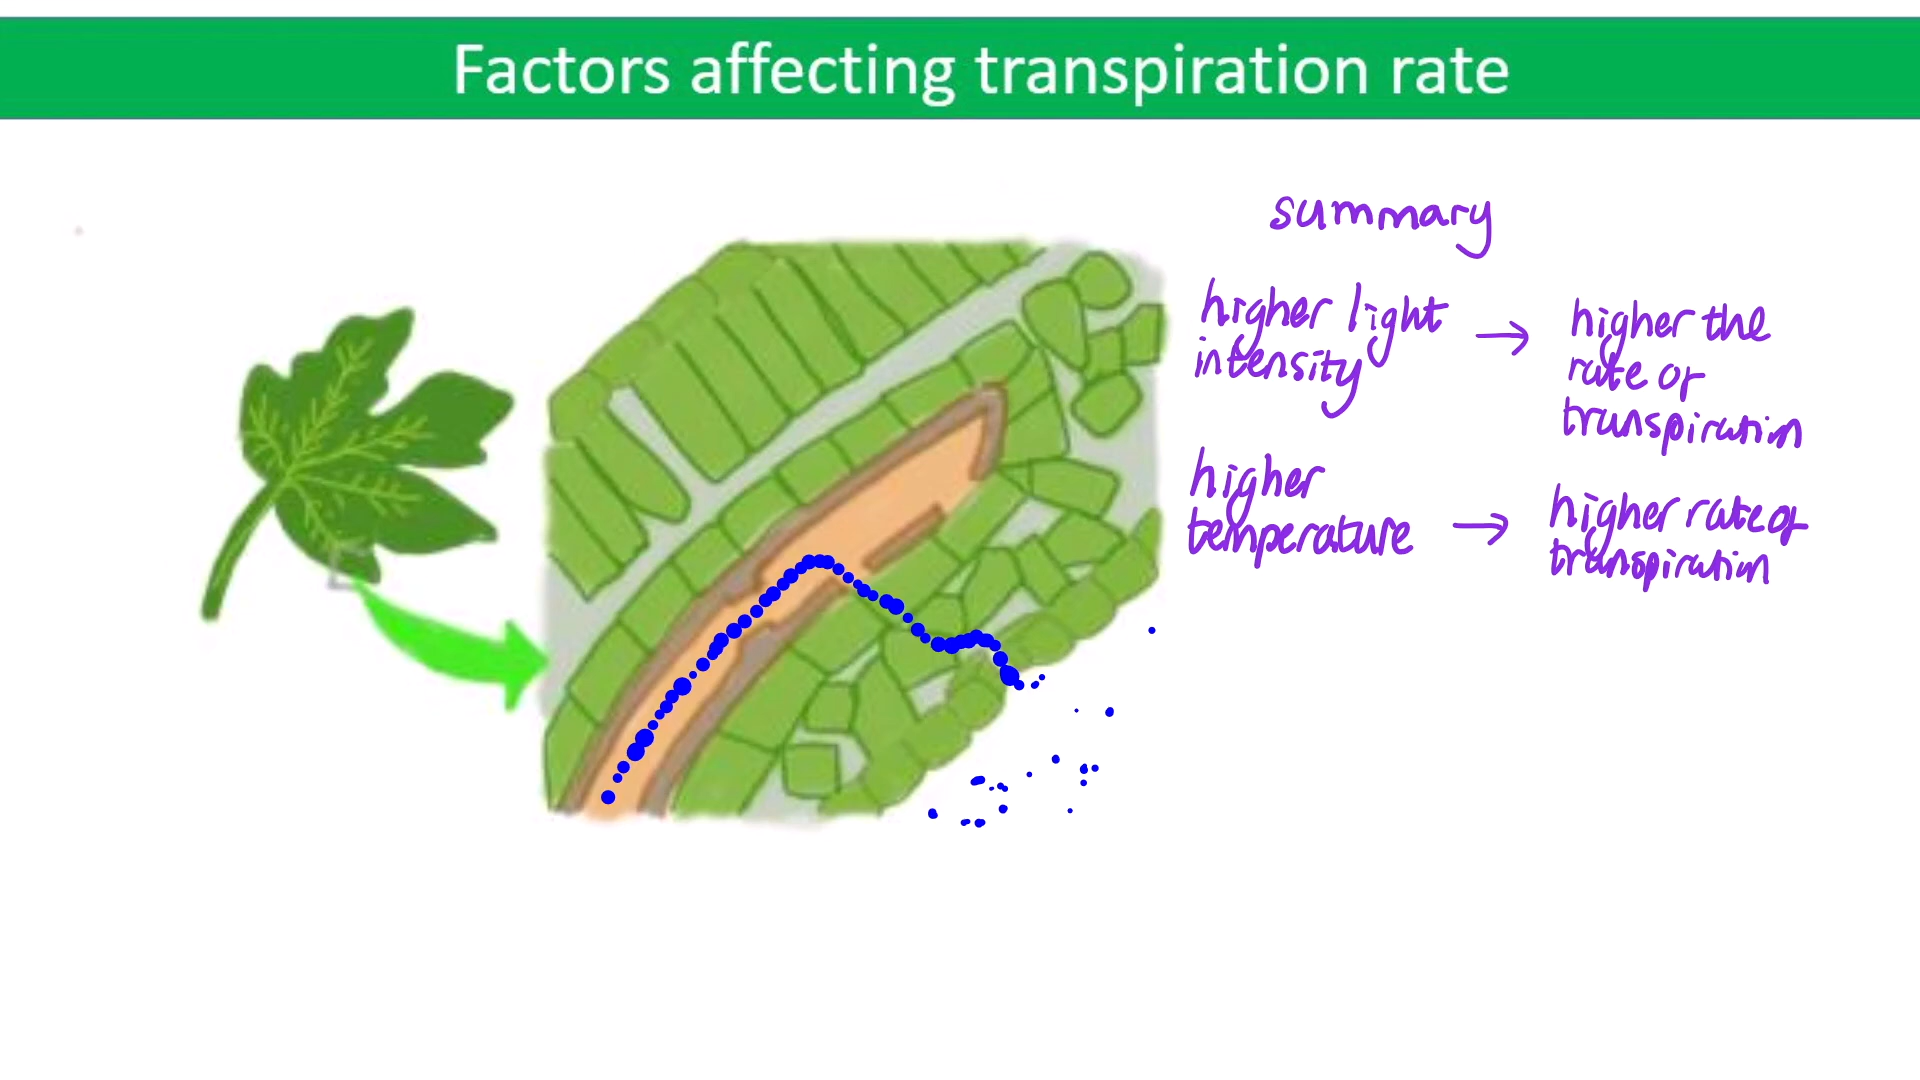 Factors affecting transpiration rate
summary
higher light
intensity
→
higher the
rate of
transpiration
higher
temperature
→
higher rate of
transpiration